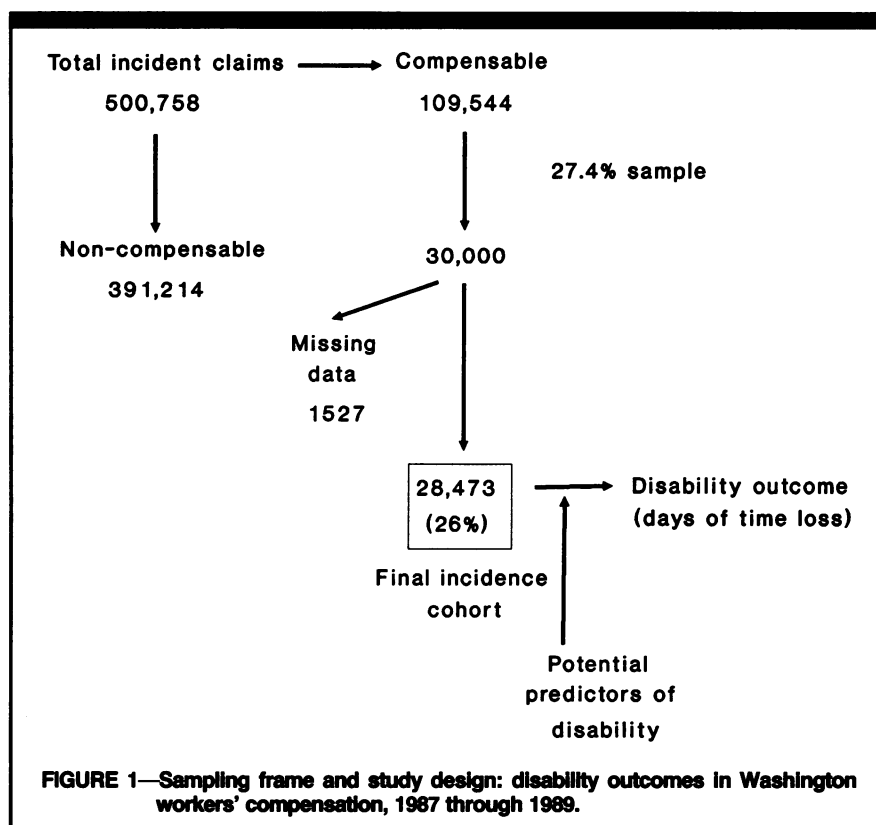 Total incident claims
Compensable
500,758
109,544
27.4% sample
Non-compensable
391,214
30,000
Missing
data
1527
28,473
(26%)
Disability outcome
(days of time loss)
Final incidence
cohort
Potential
predictors of
disability
FIGURE 1—Sampling frame and study design: disability outcomes in Washington
workers' compensation, 1987 through 1989.